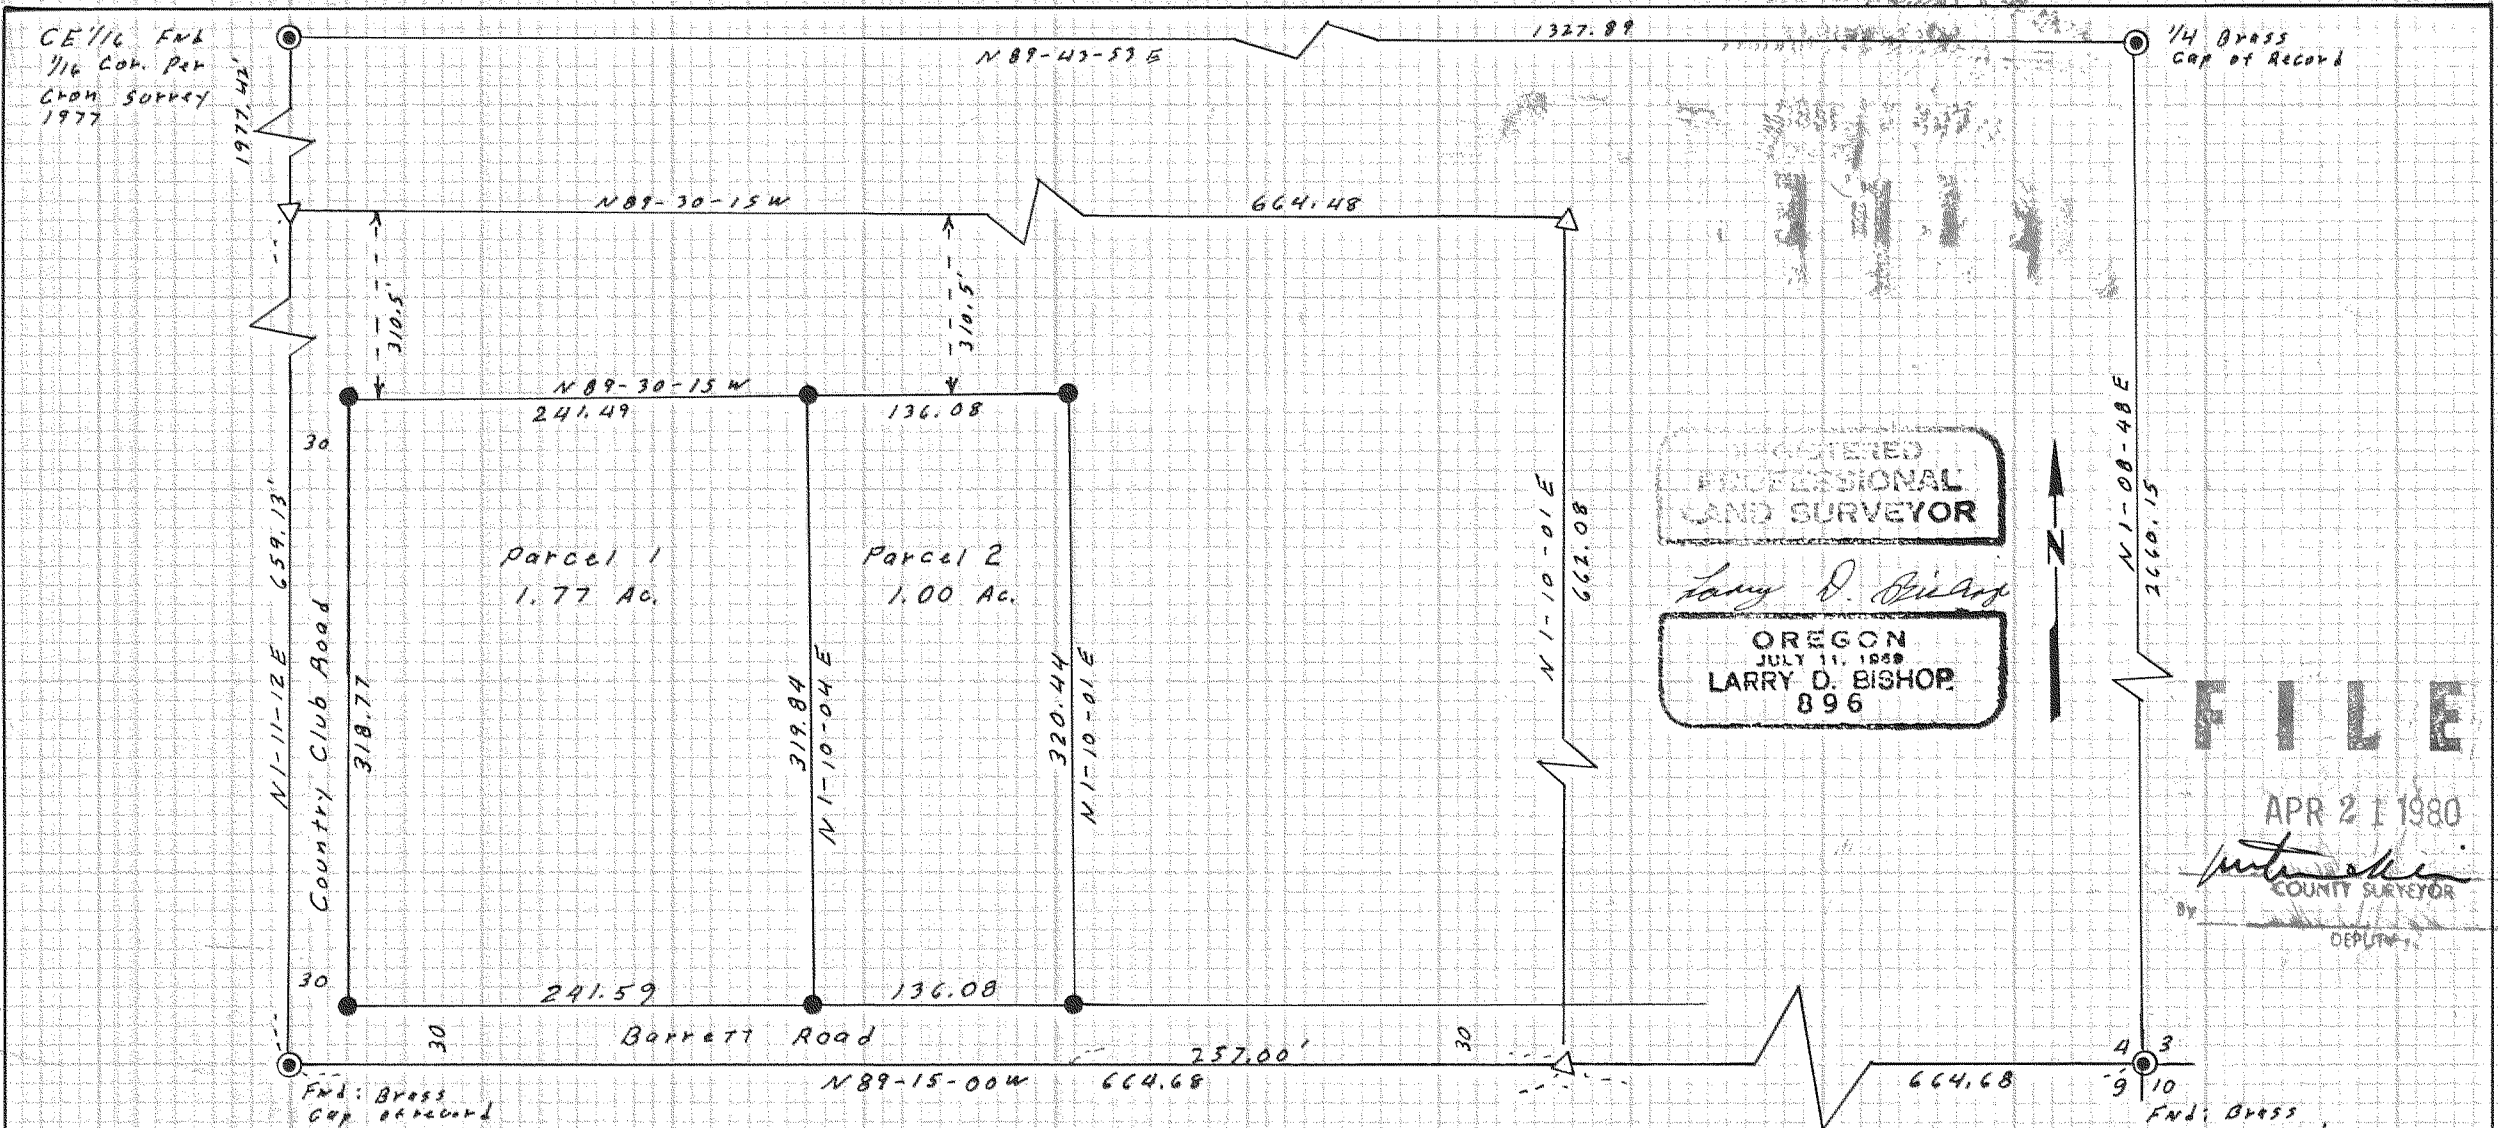 CE 1/16 Fnd
1/16 Cor. Per
Cron Survey
1977
1977.42'
N 89-43-53 E
1327.89
1/4 Brass
Cap of Record
N 89-30-15 W
664.48
310.5'
310.5'
N 89-30-15 W
241.49
136.08
30
N 1-11-12 E 659.13'
Country Club Road
318.77
Parcel 1
1.77 Ac.
Parcel 2
1.00 Ac.
319.84
N 1-10-04 E
320.44
N 1-10-01 E
N 1-10-01 E
662.08
PROFESSIONAL
LAND SURVEYOR
Larry D. Bishop
OREGON
JULY 11, 1969
LARRY D. BISHOP
896
N
N 1-08-48 E
2660.15
FILE
APR 21 1980
COUNTY SURVEYOR
By
DEPUTY
30
241.59
136.08
30
Barrett Road
30
257.00'
N 89-15-00 W
664.68
664.68
4 3
9 10
Fnd: Brass
Cap of record
Fnd: Brass